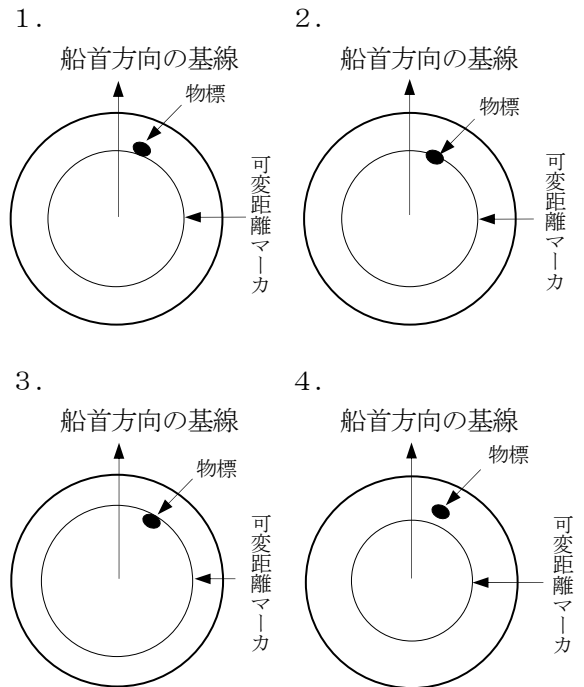 １．
船首方向の基線
物標
可変距離マーカ
２．
船首方向の基線
物標
可変距離マーカ
３．
船首方向の基線
物標
可変距離マーカ
４．
船首方向の基線
物標
可変距離マーカ